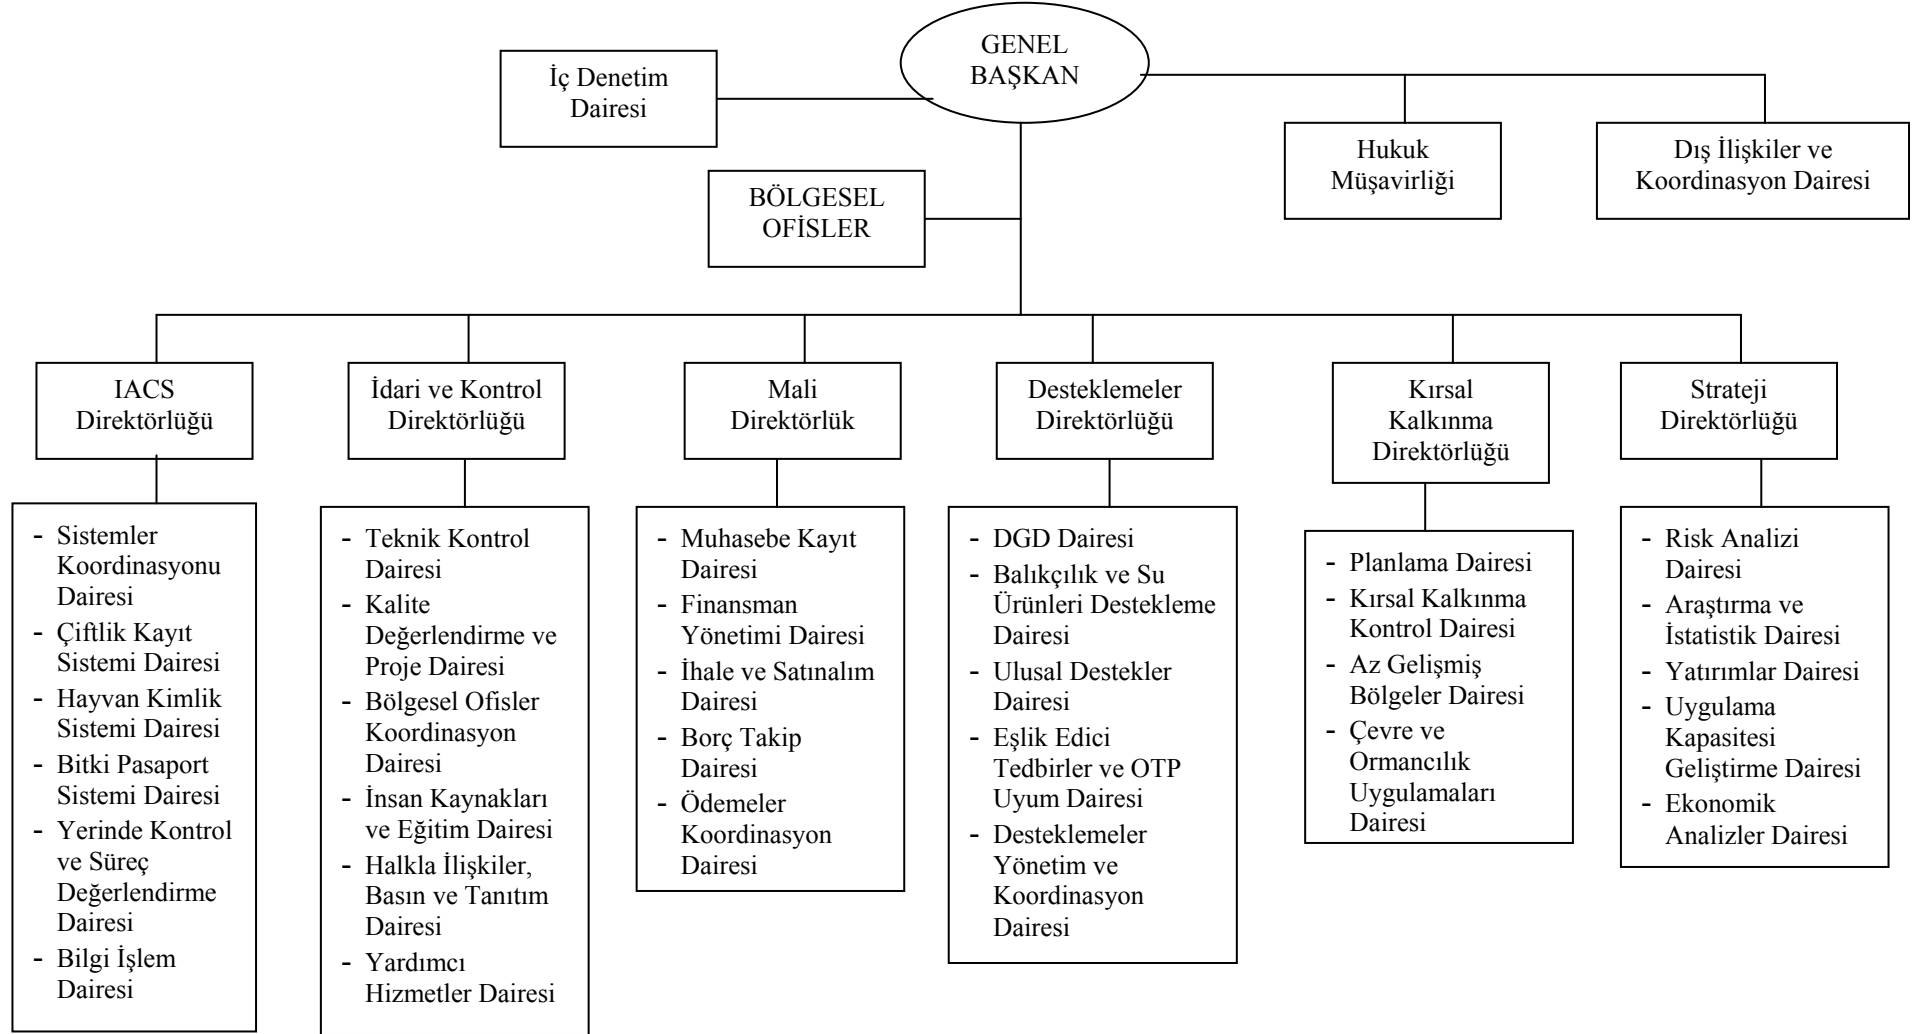 GENEL
BAŞKAN
İç Denetim
Dairesi
Hukuk
Müşavirliği
Dış İlişkiler ve
Koordinasyon Dairesi
BÖLGESEL
OFİSLER
IACS
Direktörlüğü
İdari ve Kontrol
Direktörlüğü
Mali
Direktörlük
Desteklemeler
Direktörlüğü
Kırsal
Kalkınma
Direktörlüğü
Strateji
Direktörlüğü
- Sistemler
Koordinasyonu
Dairesi
- Çiftlik Kayıt
Sistemi Dairesi
- Hayvan Kimlik
Sistemi Dairesi
- Bitki Pasaport
Sistemi Dairesi
- Yerinde Kontrol
ve Süreç
Değerlendirme
Dairesi
- Bilgi İşlem
Dairesi
- Teknik Kontrol
Dairesi
- Kalite
Değerlendirme ve
Proje Dairesi
- Bölgesel Ofisler
Koordinasyon
Dairesi
- İnsan Kaynakları
ve Eğitim Dairesi
- Halkla İlişkiler,
Basın ve Tanıtım
Dairesi
- Yardımcı
Hizmetler Dairesi
- Muhasebe Kayıt
Dairesi
- Finansman
Yönetimi Dairesi
- İhale ve Satınalım
Dairesi
- Borç Takip
Dairesi
- Ödemeler
Koordinasyon
Dairesi
- DGD Dairesi
- Balıkçılık ve Su
Ürünleri Destekleme
Dairesi
- Ulusal Destekler
Dairesi
- Eşlik Edici
Tedbirler ve OTP
Uyum Dairesi
- Desteklemeler
Yönetim ve
Koordinasyon
Dairesi
- Planlama Dairesi
- Kırsal Kalkınma
Kontrol Dairesi
- Az Gelişmiş
Bölgeler Dairesi
- Çevre ve
Ormancılık
Uygulamaları
Dairesi
- Risk Analizi
Dairesi
- Araştırma ve
İstatistik Dairesi
- Yatırımlar Dairesi
- Uygulama
Kapasitesi
Geliştirme Dairesi
- Ekonomik
Analizler Dairesi